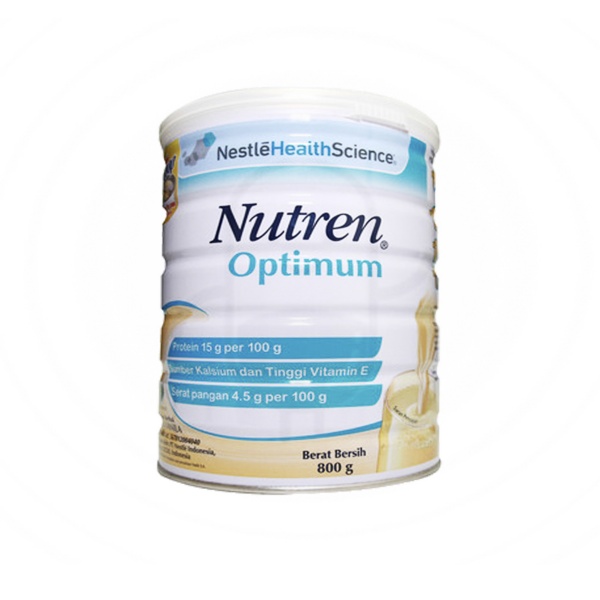 NestléHealthScience
Nutren®
Optimum
Protein 15 g per 100 g
Sumber Kalsium dan Tinggi Vitamin E
Serat pangan 4.5 g per 100 g
Berat Bersih
800 g